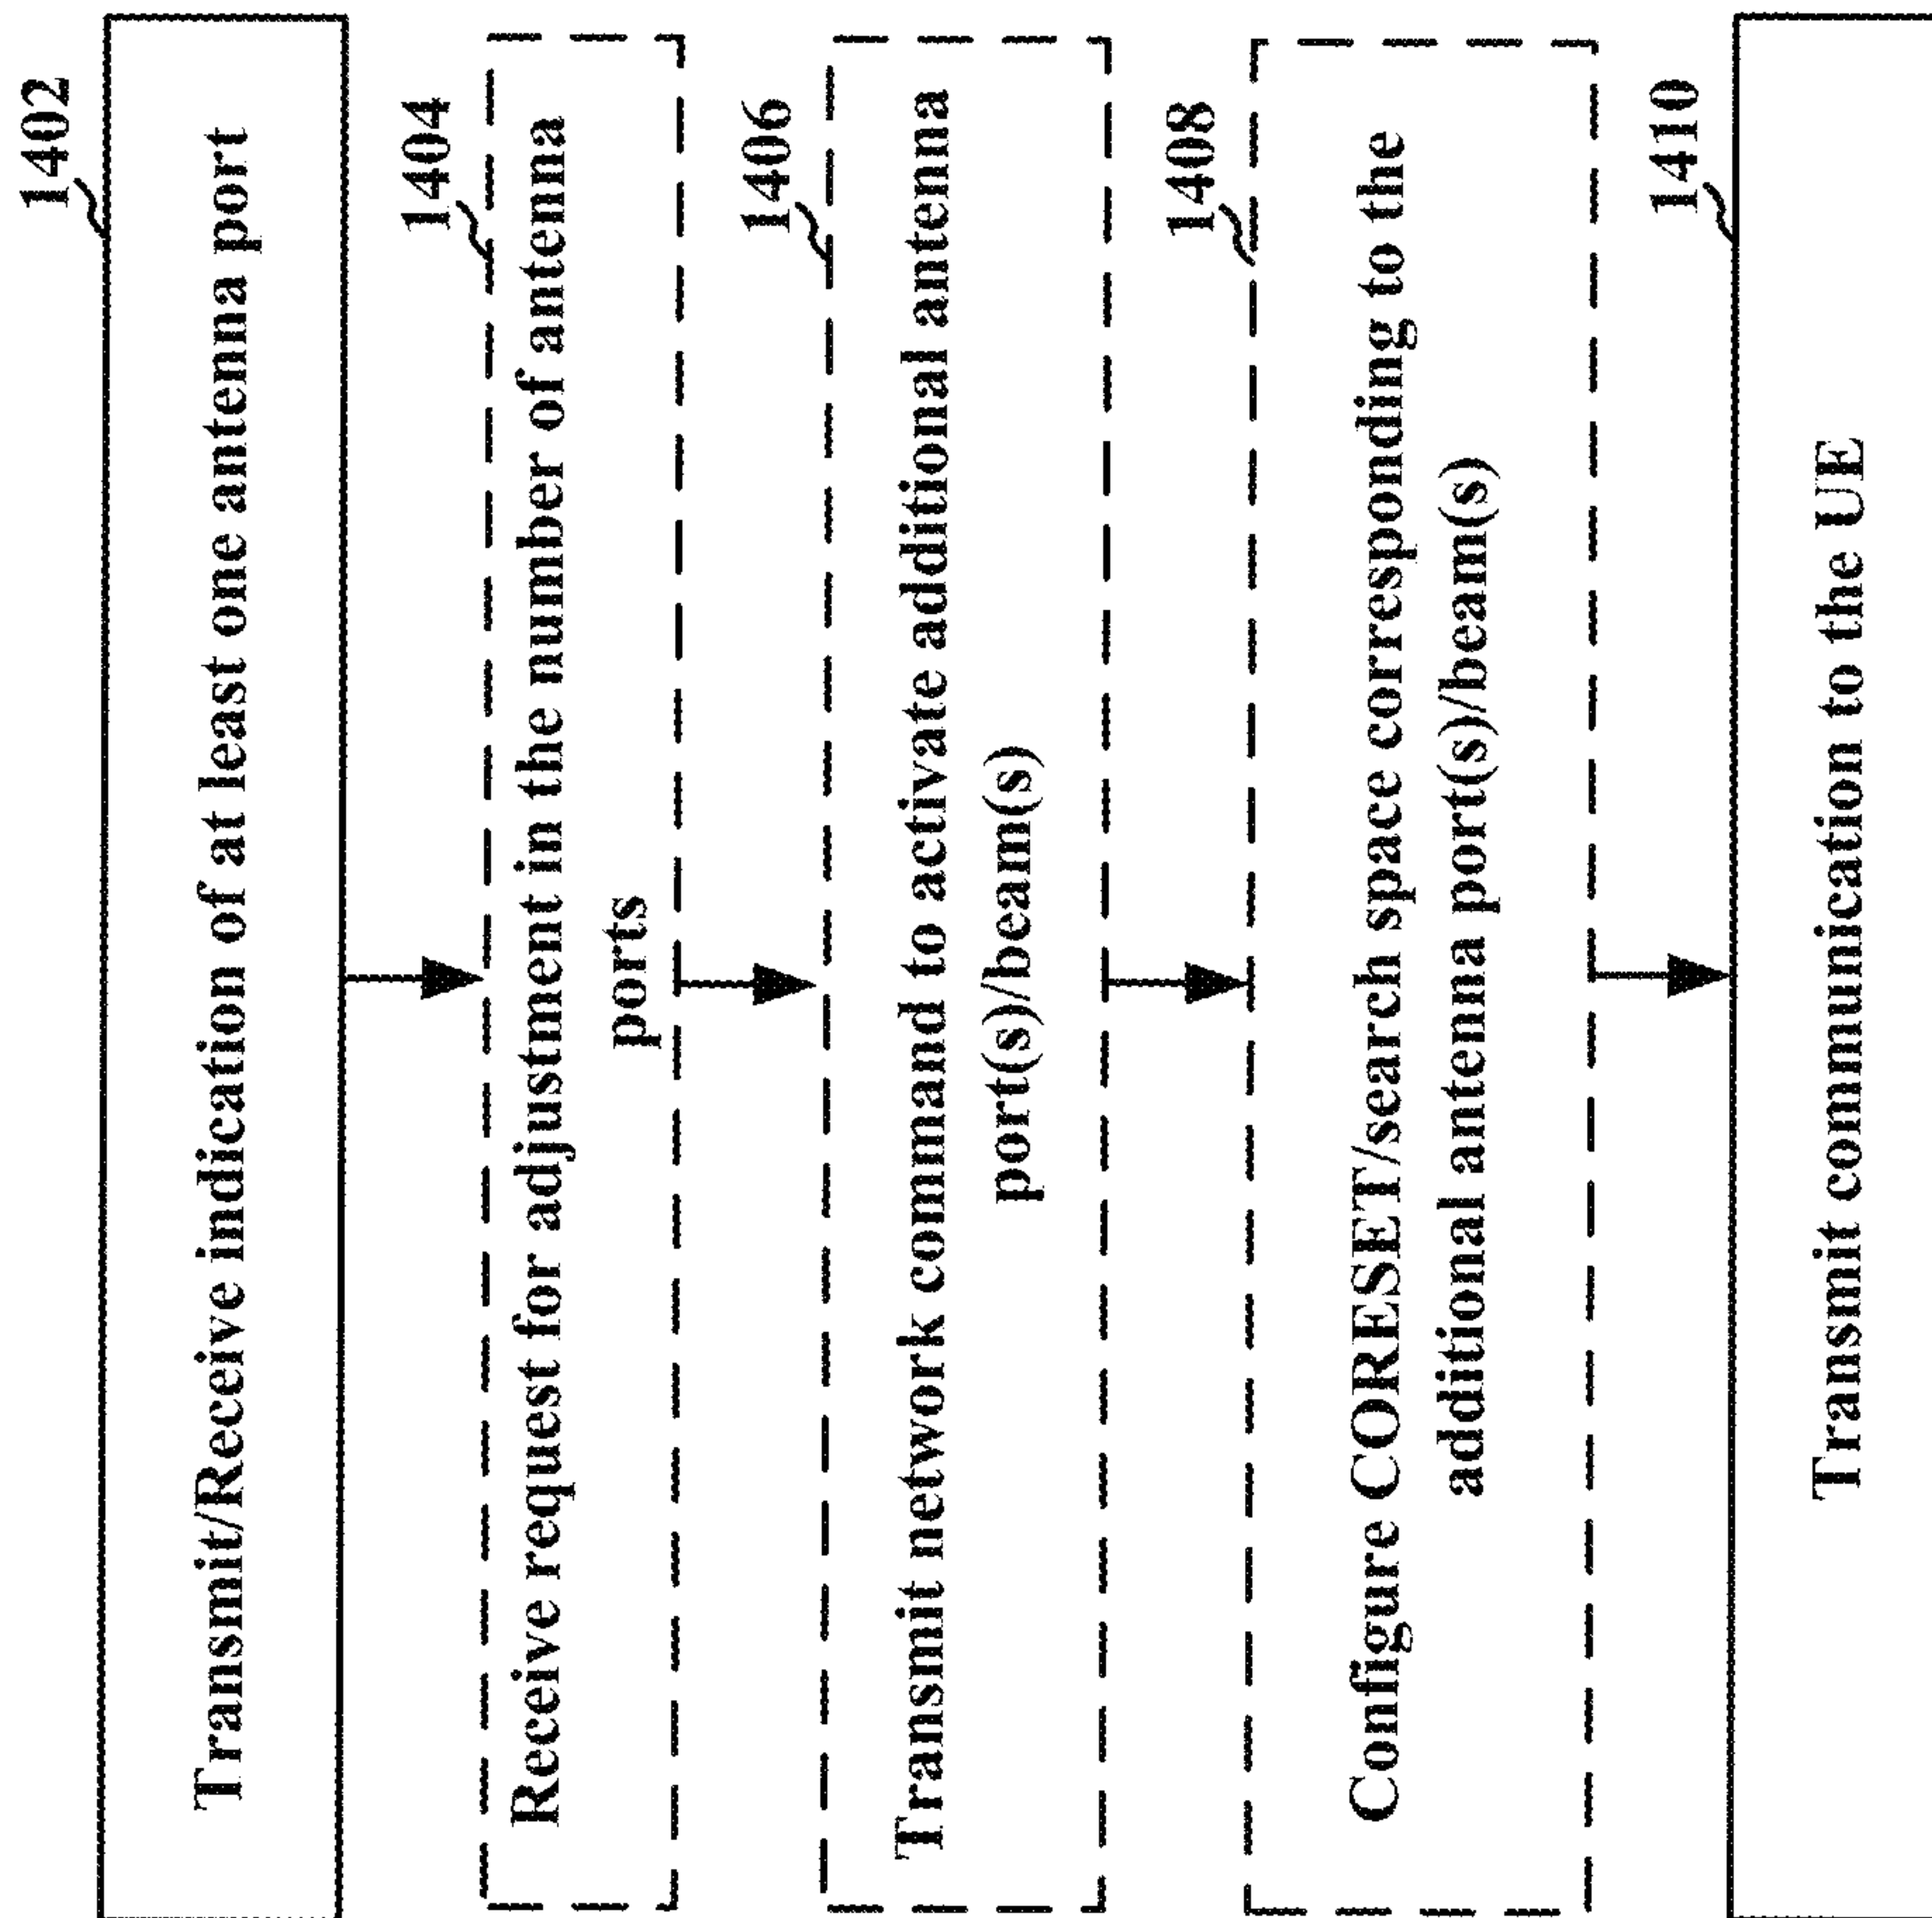 1402
Transmit/Receive indication of at least one antenna port
1404
Receive request for adjustment in the number of antenna
ports
1406
Transmit network command to activate additional antenna
port(s)/beam(s)
1408
Configure CORESET/search space corresponding to the
additional antenna port(s)/beam(s)
1410
Transmit communication to the UE